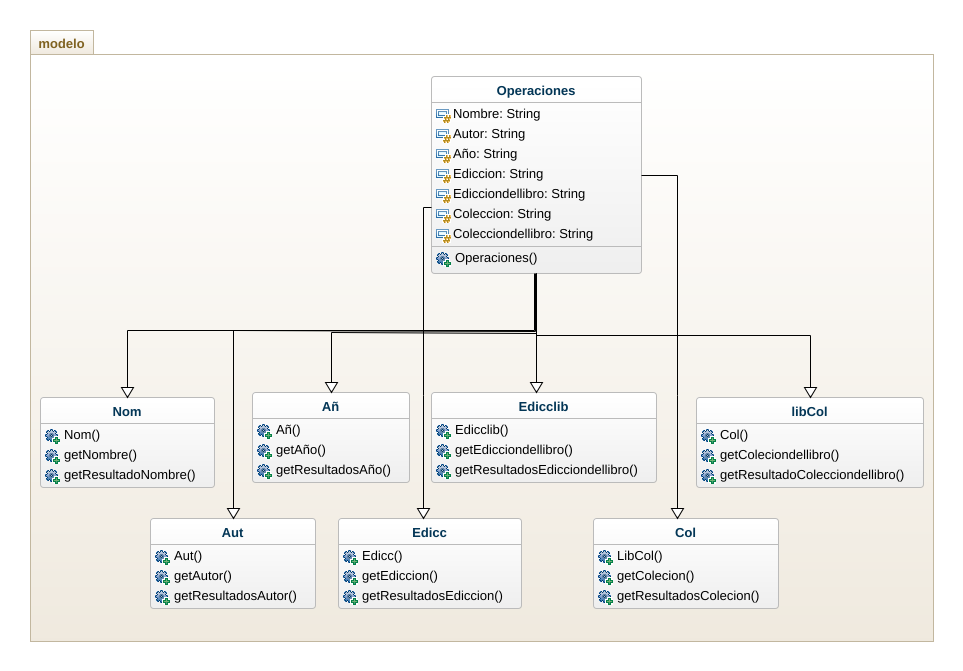 modelo
Operaciones
Nombre: String
Autor: String
Año: String
Ediccion: String
Edicciondellibro: String
Coleccion: String
Colecciondellibro: String
Operaciones()
Nom
Nom()
getNombre()
getResultadoNombre()
Añ
Añ()
getAño()
getResultadosAño()
Edicclib
Edicclib()
getEdicciondellibro()
getResultadosEdicciondellibro()
libCol
Col()
getColeciondellibro()
getResultadoColecciondellibro()
Aut
Aut()
getAutor()
getResultadosAutor()
Edicc
Edicc()
getEdiccion()
getResultadosEdiccion()
Col
LibCol()
getColecion()
getResultadosColecion()